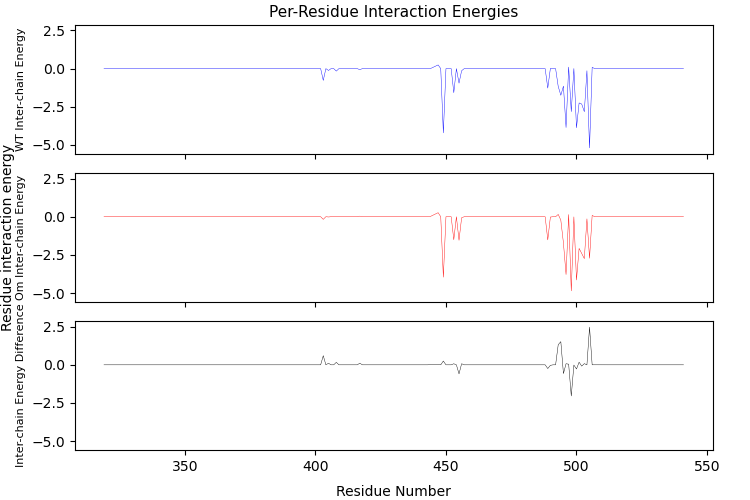 Per-Residue Interaction Energies
Residue interaction energy
WT Inter-chain Energy
2.5
0.0
−2.5
−5.0
Om Inter-chain Energy
2.5
0.0
−2.5
−5.0
Inter-chain Energy Difference
2.5
0.0
−2.5
−5.0
350
400
450
500
550
Residue Number